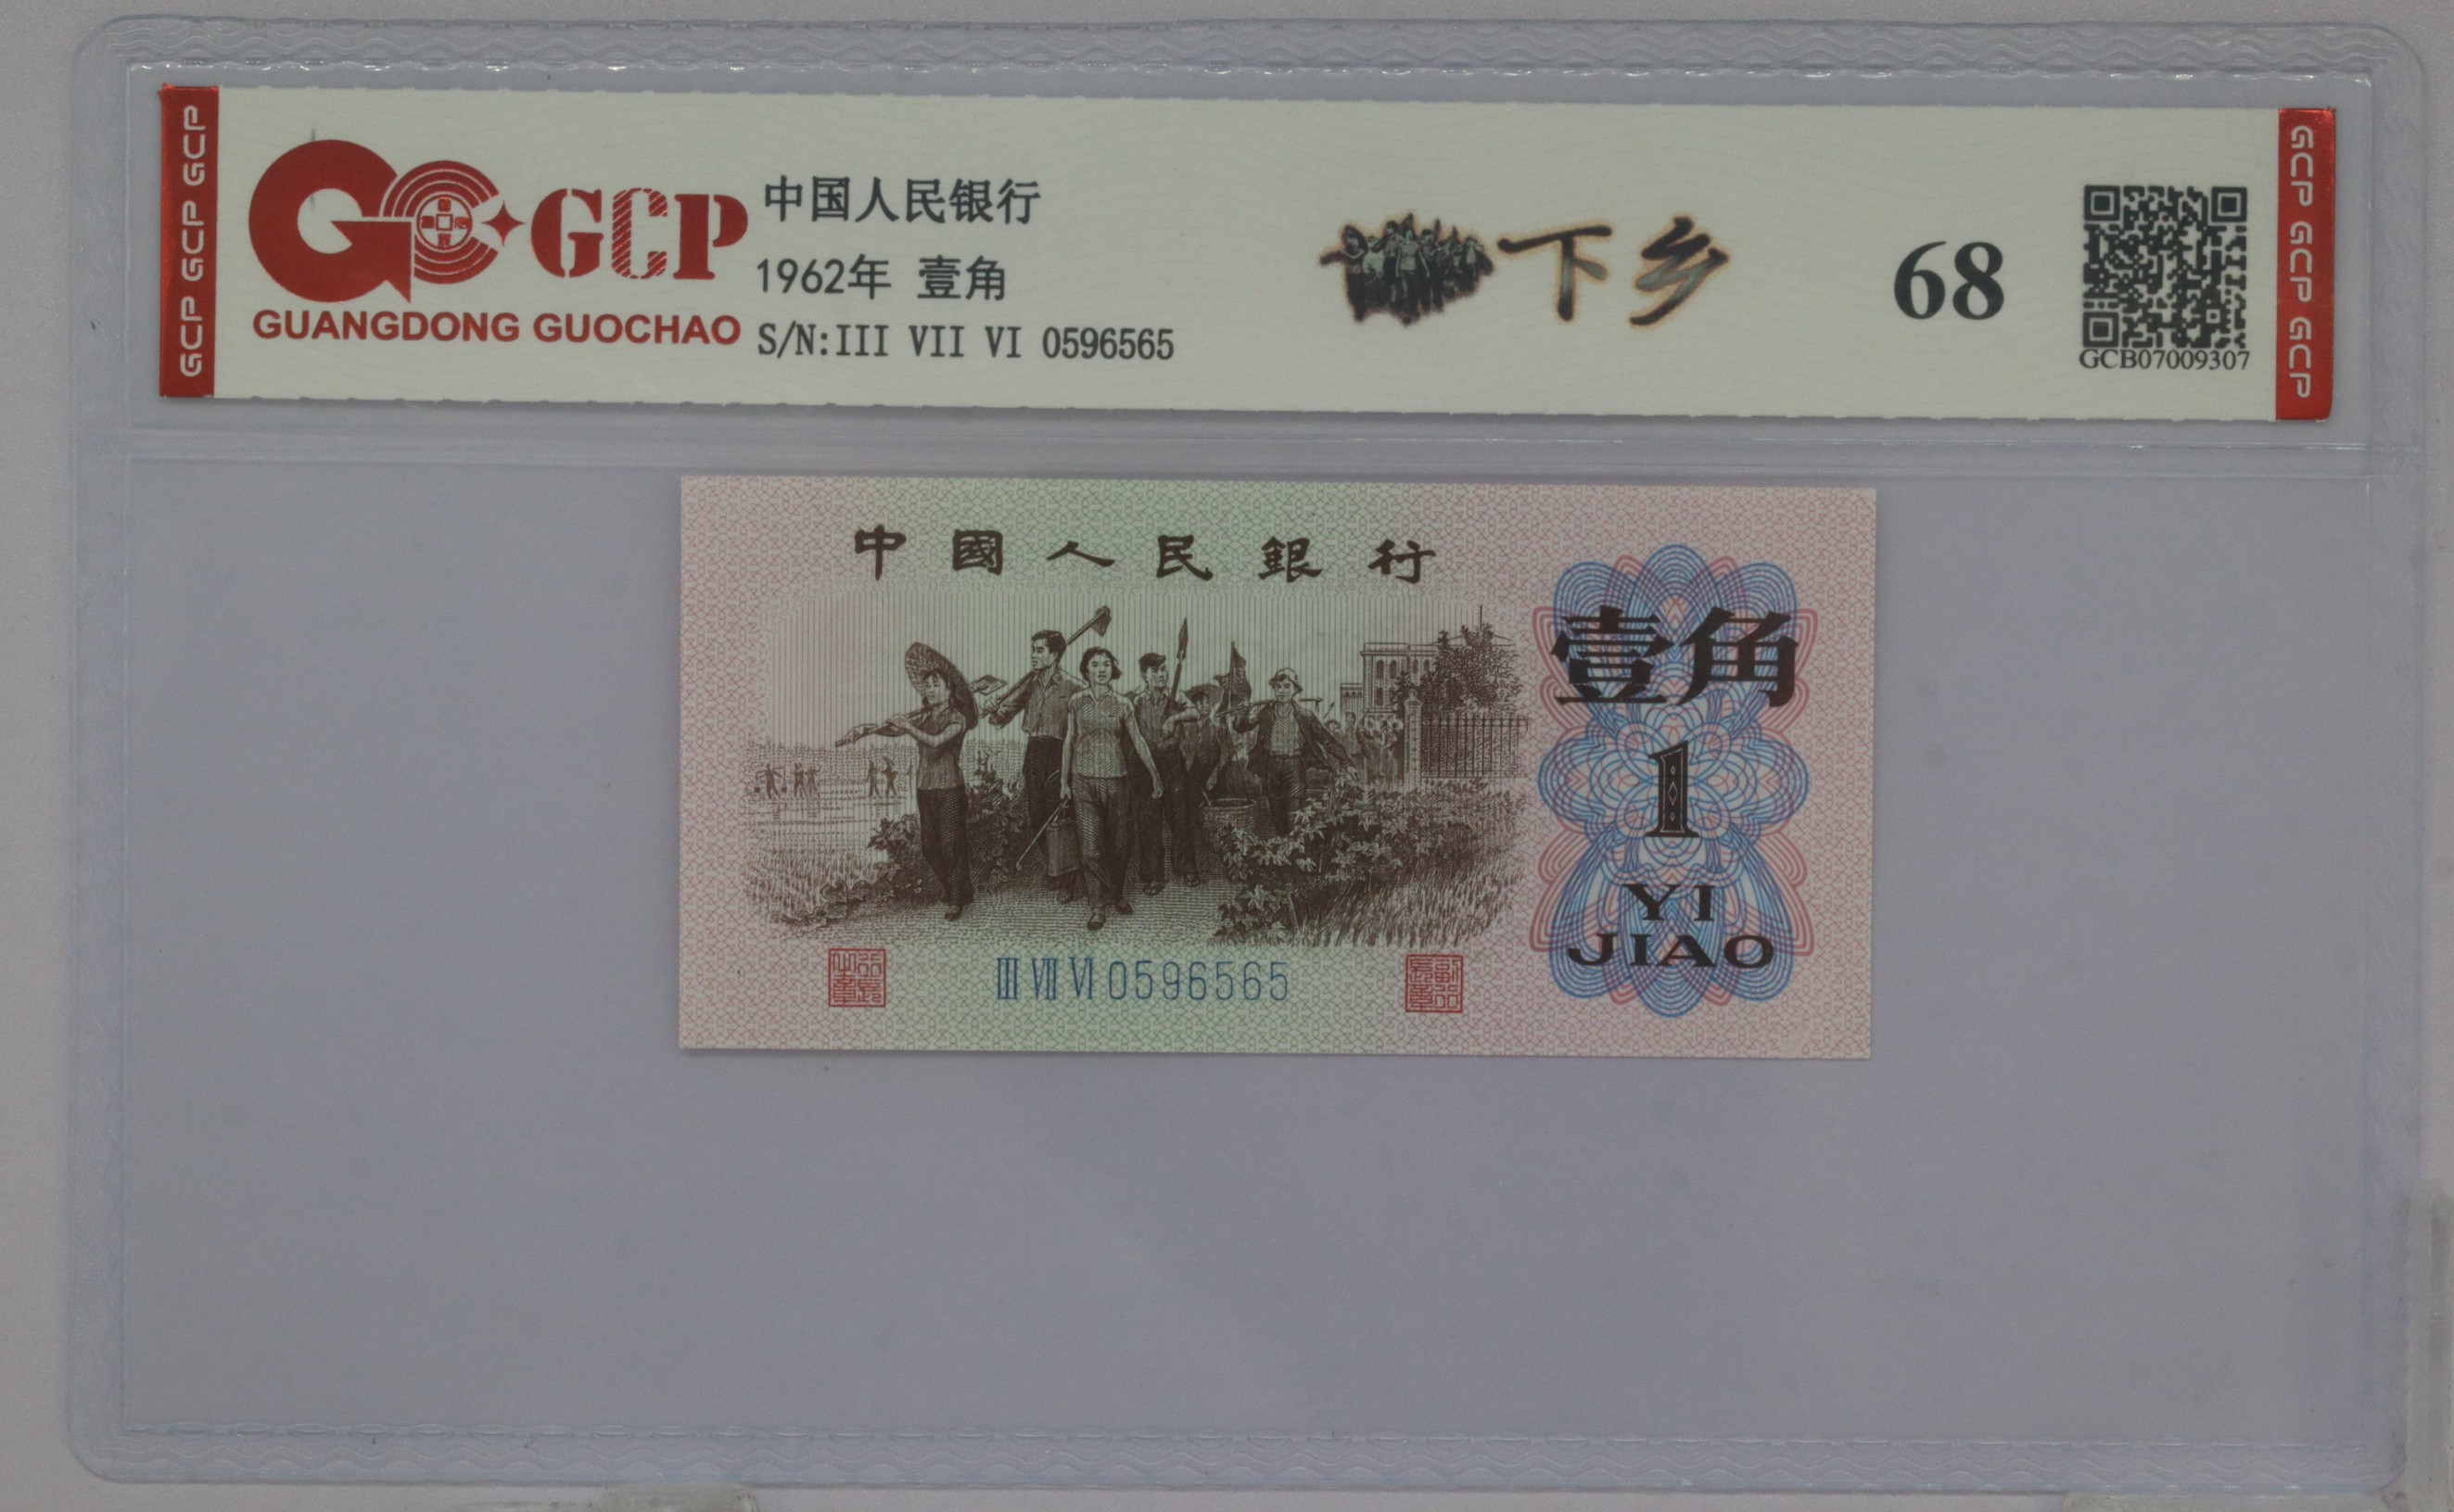 GCP GCP GCP
GCP
GUANGDONG GUOCHAO
中国人民银行
1962年 壹角
S/N:III VII VI 0596565
下乡
68
GCB07009307
GCP GCP GCP
中國人民銀行
壹角
1
YI
JIAO
III VII VI 0596565